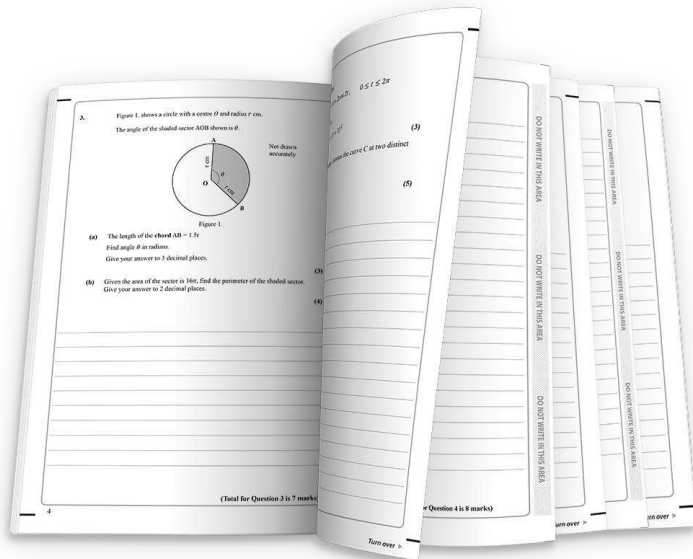 3. Figure 1. shows a circle with a centre O and radius r cm.
The angle of the shaded sector AOB shown is θ.
A
Not drawn
accurately
r cm
θ
O
r cm
B
Figure 1.
(a) The length of the chord AB = 1.5r
Find angle θ in radians.
Give your answer to 3 decimal places.
(3)
(b) Given the area of the sector is 16π, find the perimeter of the shaded sector.
Give your answer to 2 decimal places.
(4)
(Total for Question 3 is 7 marks
4
0 ≤ t ≤ 2π
(3)
the curve C at two distinct
(5)
Turn over
DO NOT WRITE IN THIS AREA
DO NOT WRITE IN THIS AREA
DO NOT WRITE IN THIS AREA
Question 4 is 8 marks)
Turn over
DO NOT WRITE IN THIS AREA
DO NOT WRITE IN THIS AREA
DO NOT WRITE IN THIS AREA
urn over